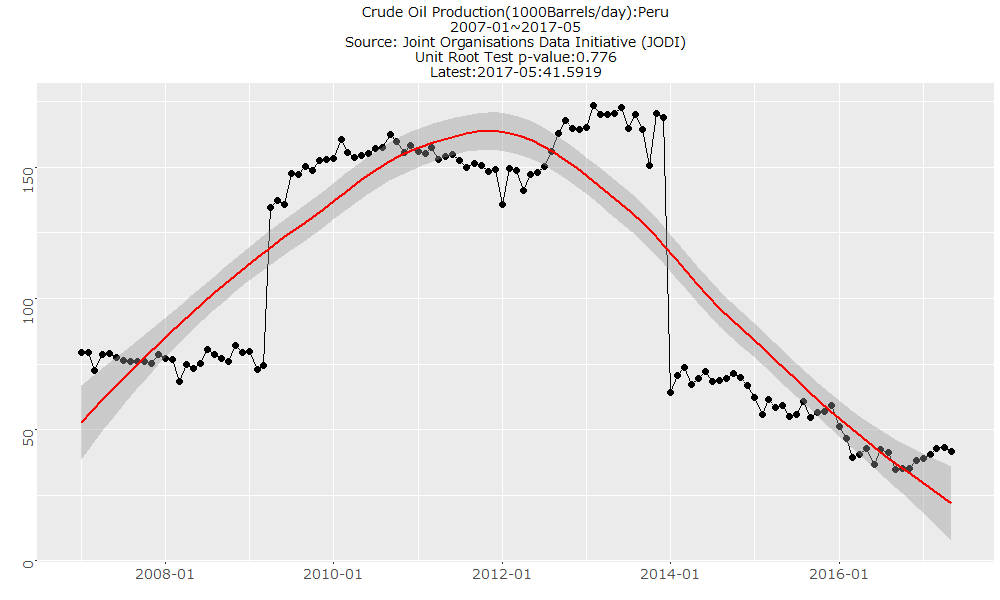 Crude Oil Production(1000Barrels/day):Peru
2007-01~2017-05
Source: Joint Organisations Data Initiative (JODI)
Unit Root Test p-value:0.776
Latest:2017-05:41.5919
150
100
50
0
2008-01 2010-01 2012-01 2014-01 2016-01